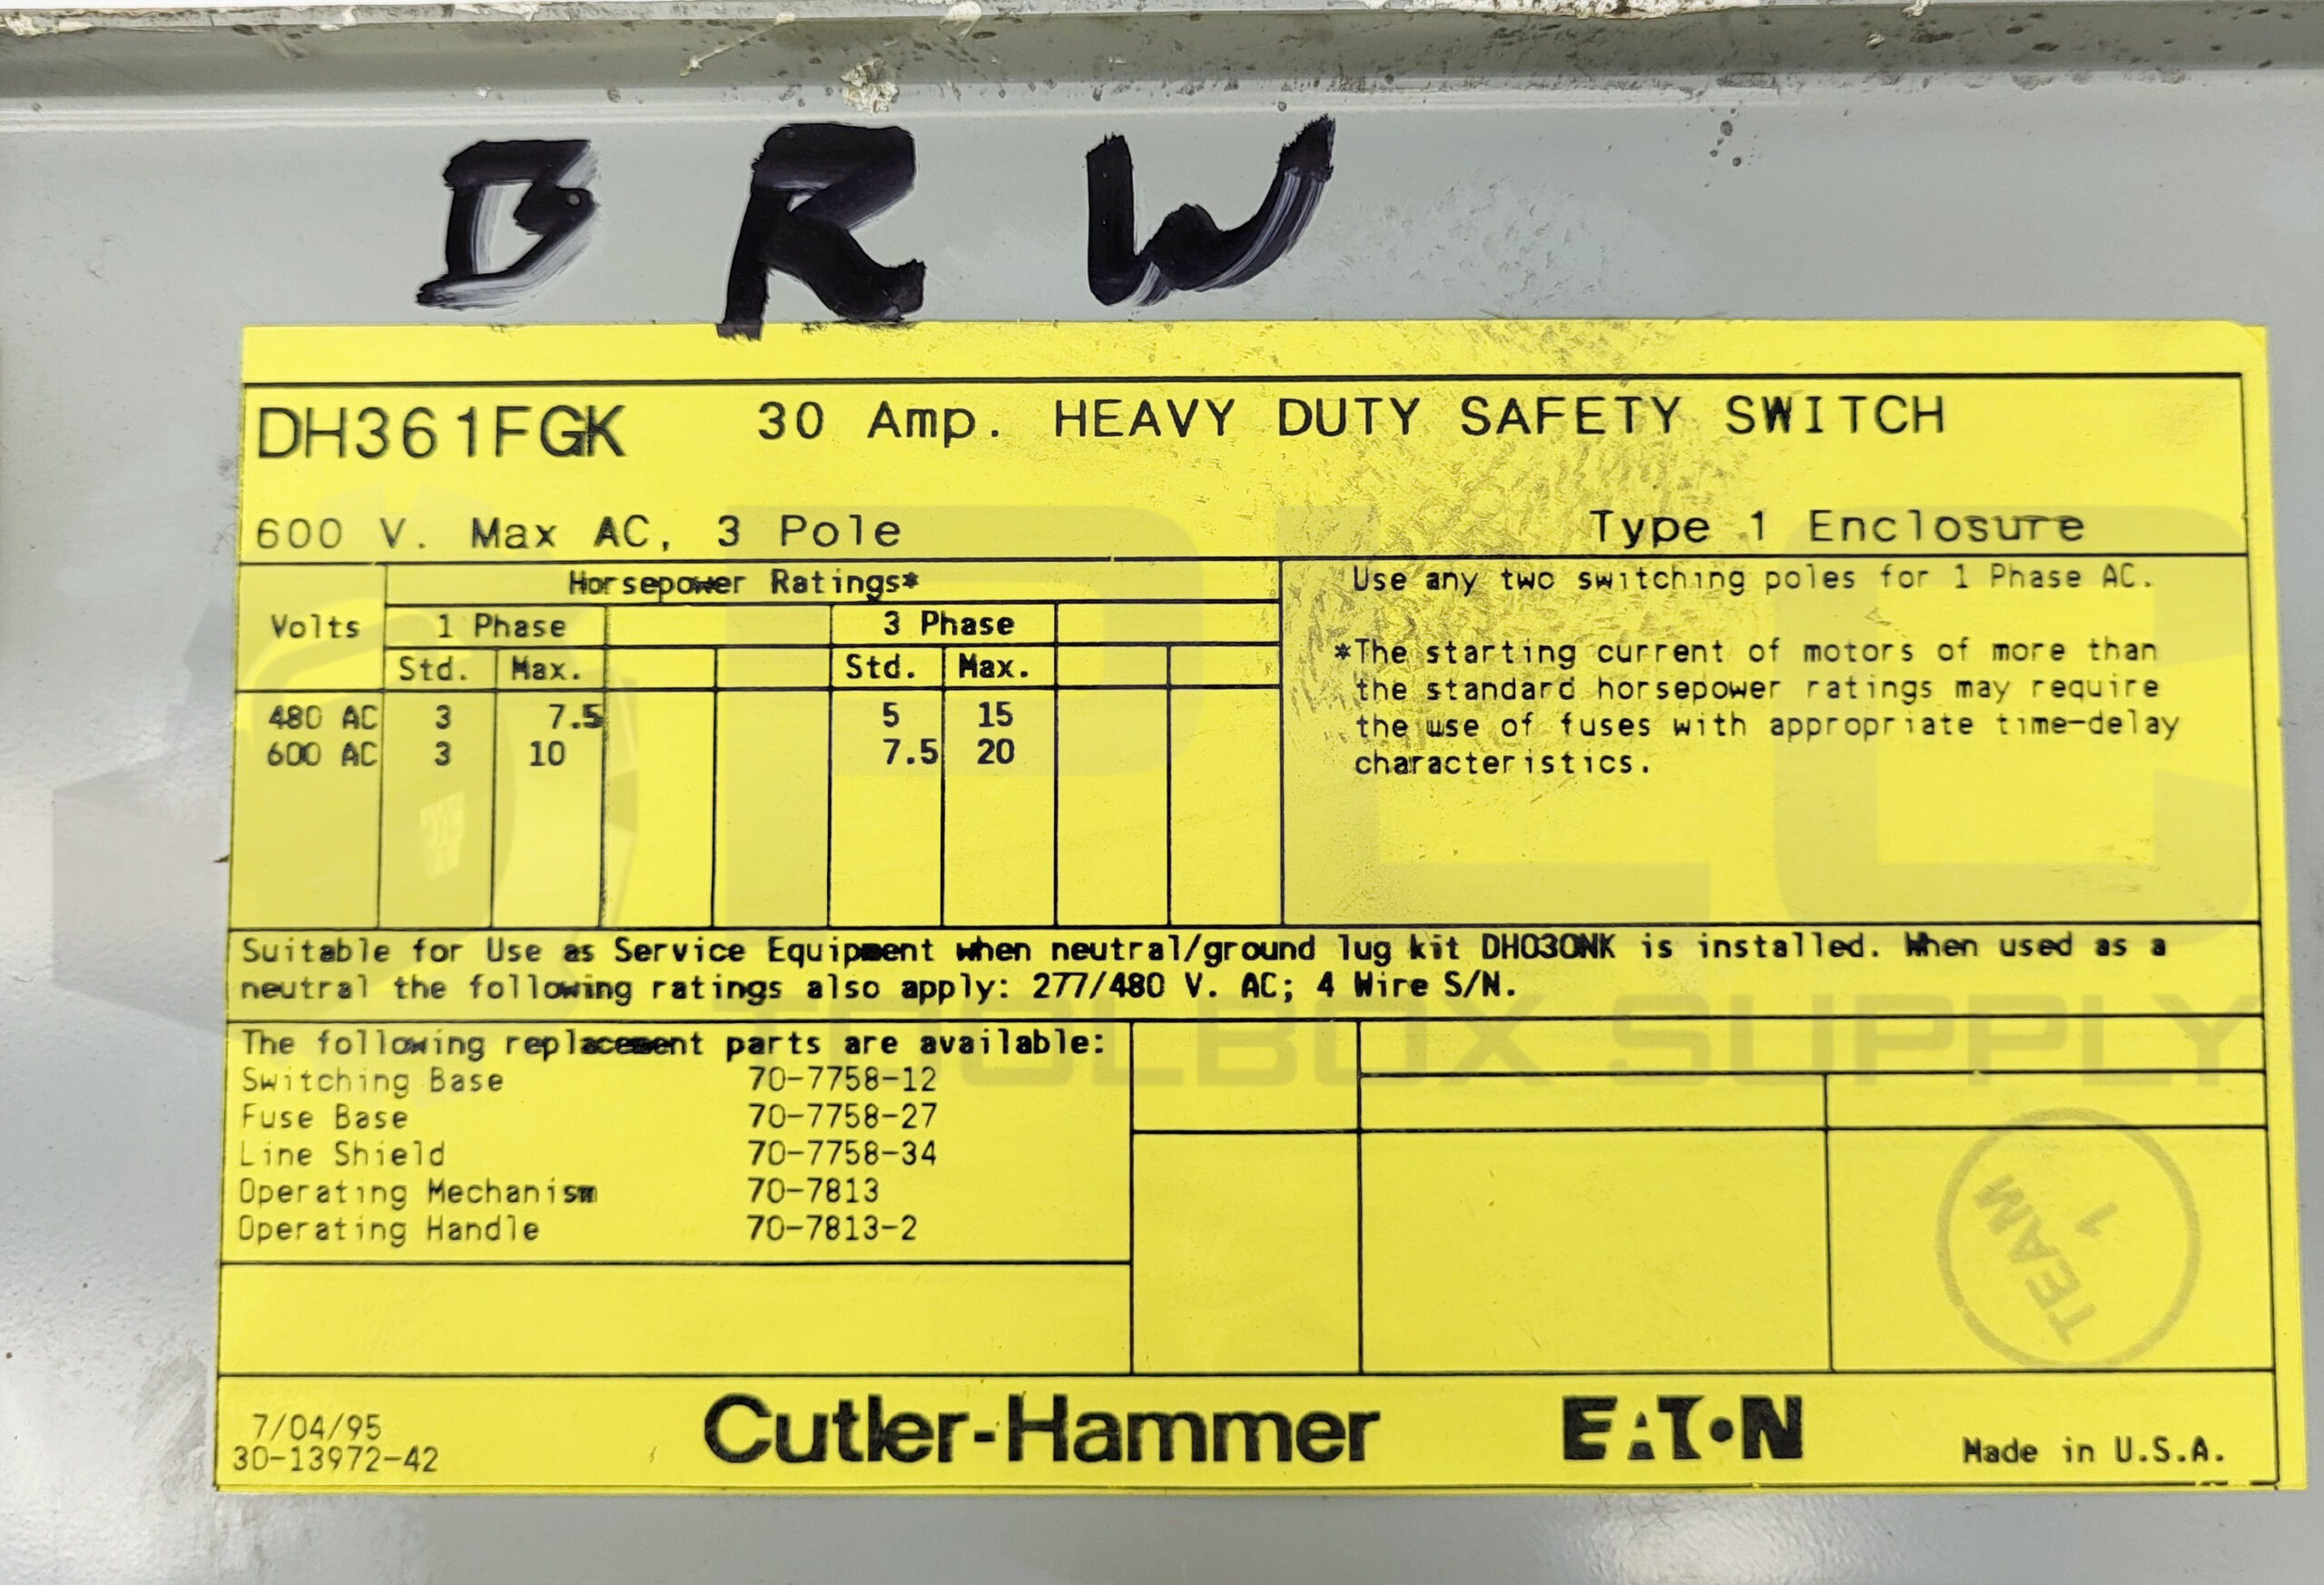 B R W
DH361FGK 30 Amp. HEAVY DUTY SAFETY SWITCH
600 V. Max AC, 3 Pole Type 1 Enclosure
Horsepower Ratings*
Volts 1 Phase 3 Phase
Std. Max. Std. Max.
480 AC 3 7.5 5 15
600 AC 3 10 7.5 20
Use any two switching poles for 1 Phase AC.
*The starting current of motors of more than
the standard horsepower ratings may require
the use of fuses with appropriate time-delay
characteristics.
Suitable for Use as Service Equipment when neutral/ground lug kit DH030NK is installed. When used as a
neutral the following ratings also apply: 277/480 V. AC; 4 Wire S/N.
The following replacement parts are available:
Switching Base 70-7758-12
Fuse Base 70-7758-27
Line Shield 70-7758-34
Operating Mechanism 70-7813
Operating Handle 70-7813-2
TEAM
1
7/04/95
30-13972-42
Cutler-Hammer
EATON
Made in U.S.A.
PLC
TOOLBOX SUPPLY